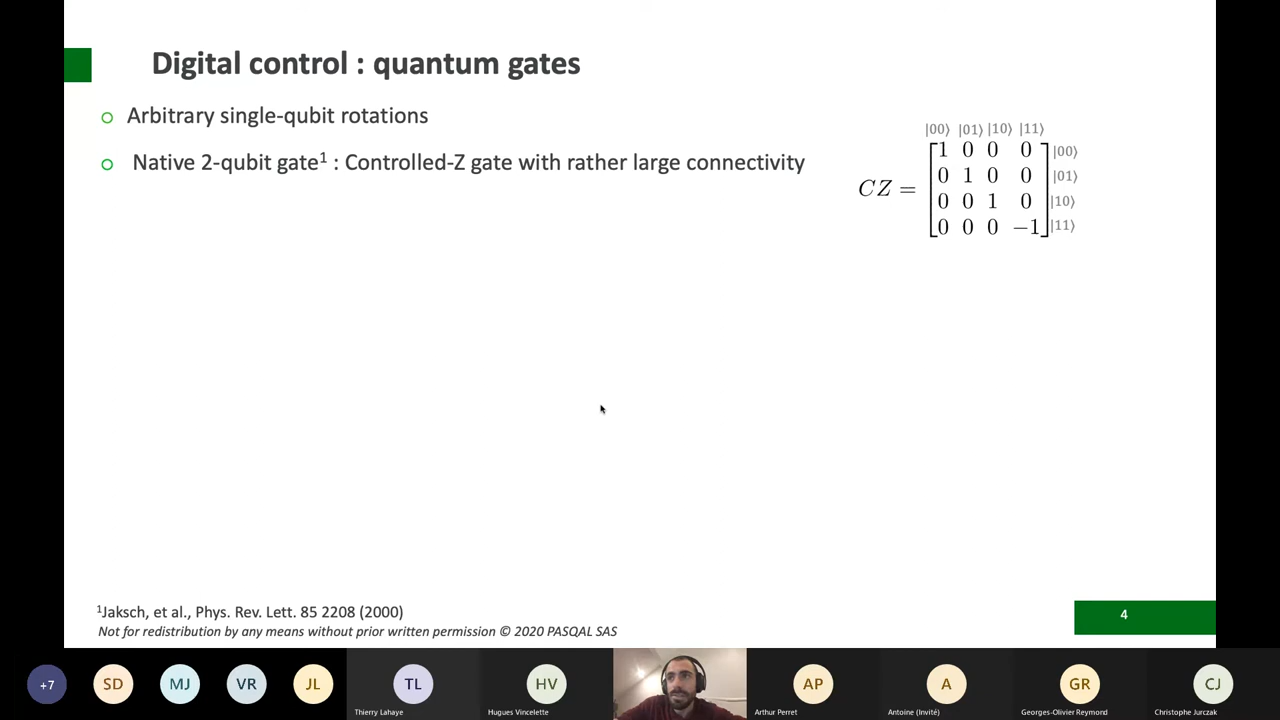 Digital control : quantum gates
Arbitrary single-qubit rotations
Native 2-qubit gate¹ : Controlled-Z gate with rather large connectivity
|00⟩ |01⟩ |10⟩ |11⟩
1 0 0 0 |00⟩
0 1 0 0 |01⟩
CZ =
0 0 1 0 |10⟩
0 0 0 −1 |11⟩
¹Jaksch, et al., Phys. Rev. Lett. 85 2208 (2000)
Not for redistribution by any means without prior written permission © 2020 PASQAL SAS
4
+7 SD MJ VR JL TL HV AP A GR CJ
Thierry Lahaye Hugues Vincelette Arthur Perret Antoine (Invité) Georges-Olivier Reymond Christophe Jurczak